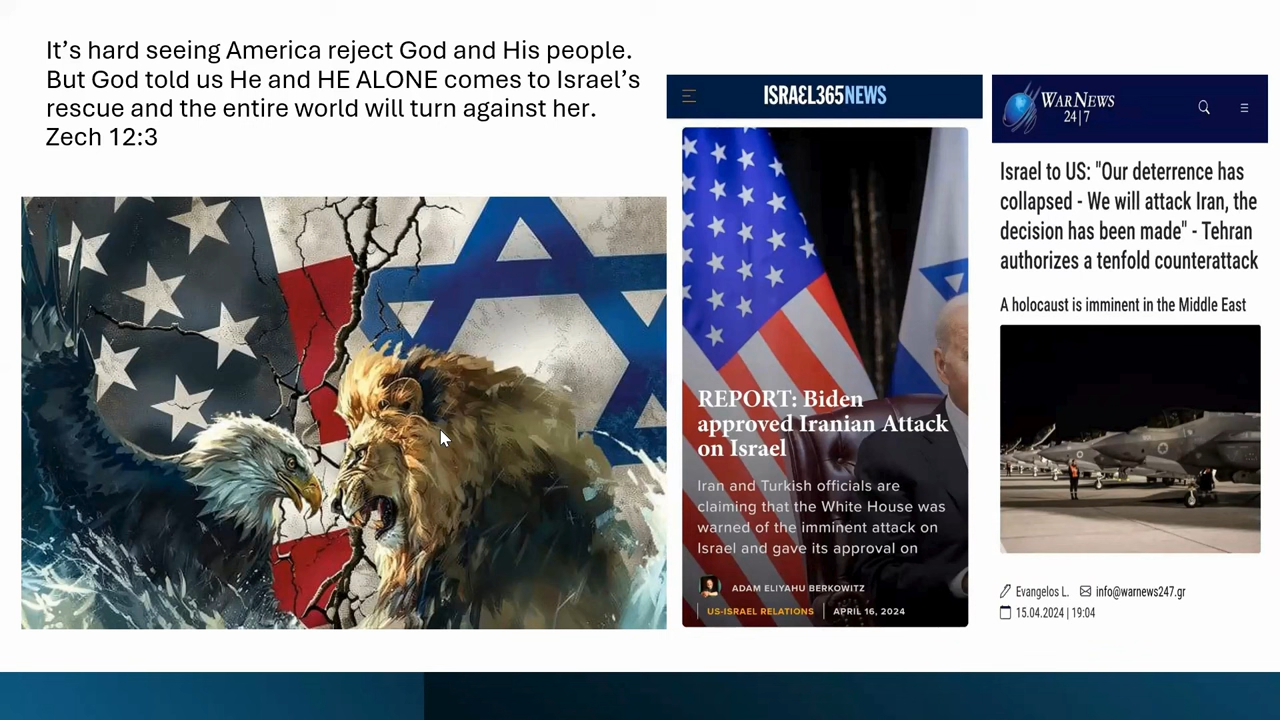 It’s hard seeing America reject God and His people.
But God told us He and HE ALONE comes to Israel’s
rescue and the entire world will turn against her.
Zech 12:3
ISRAEL365NEWS
REPORT: Biden
approved Iranian Attack
on Israel
Iran and Turkish officials are
claiming that the White House was
warned of the imminent attack on
Israel and gave its approval on
ADAM ELIYAHU BERKOWITZ
US-ISRAEL RELATIONS | APRIL 16, 2024
WARNEWS
24|7
Israel to US: "Our deterrence has
collapsed - We will attack Iran, the
decision has been made" - Tehran
authorizes a tenfold counterattack
A holocaust is imminent in the Middle East
Evangelos L. info@warnews247.gr
15.04.2024 | 19:04